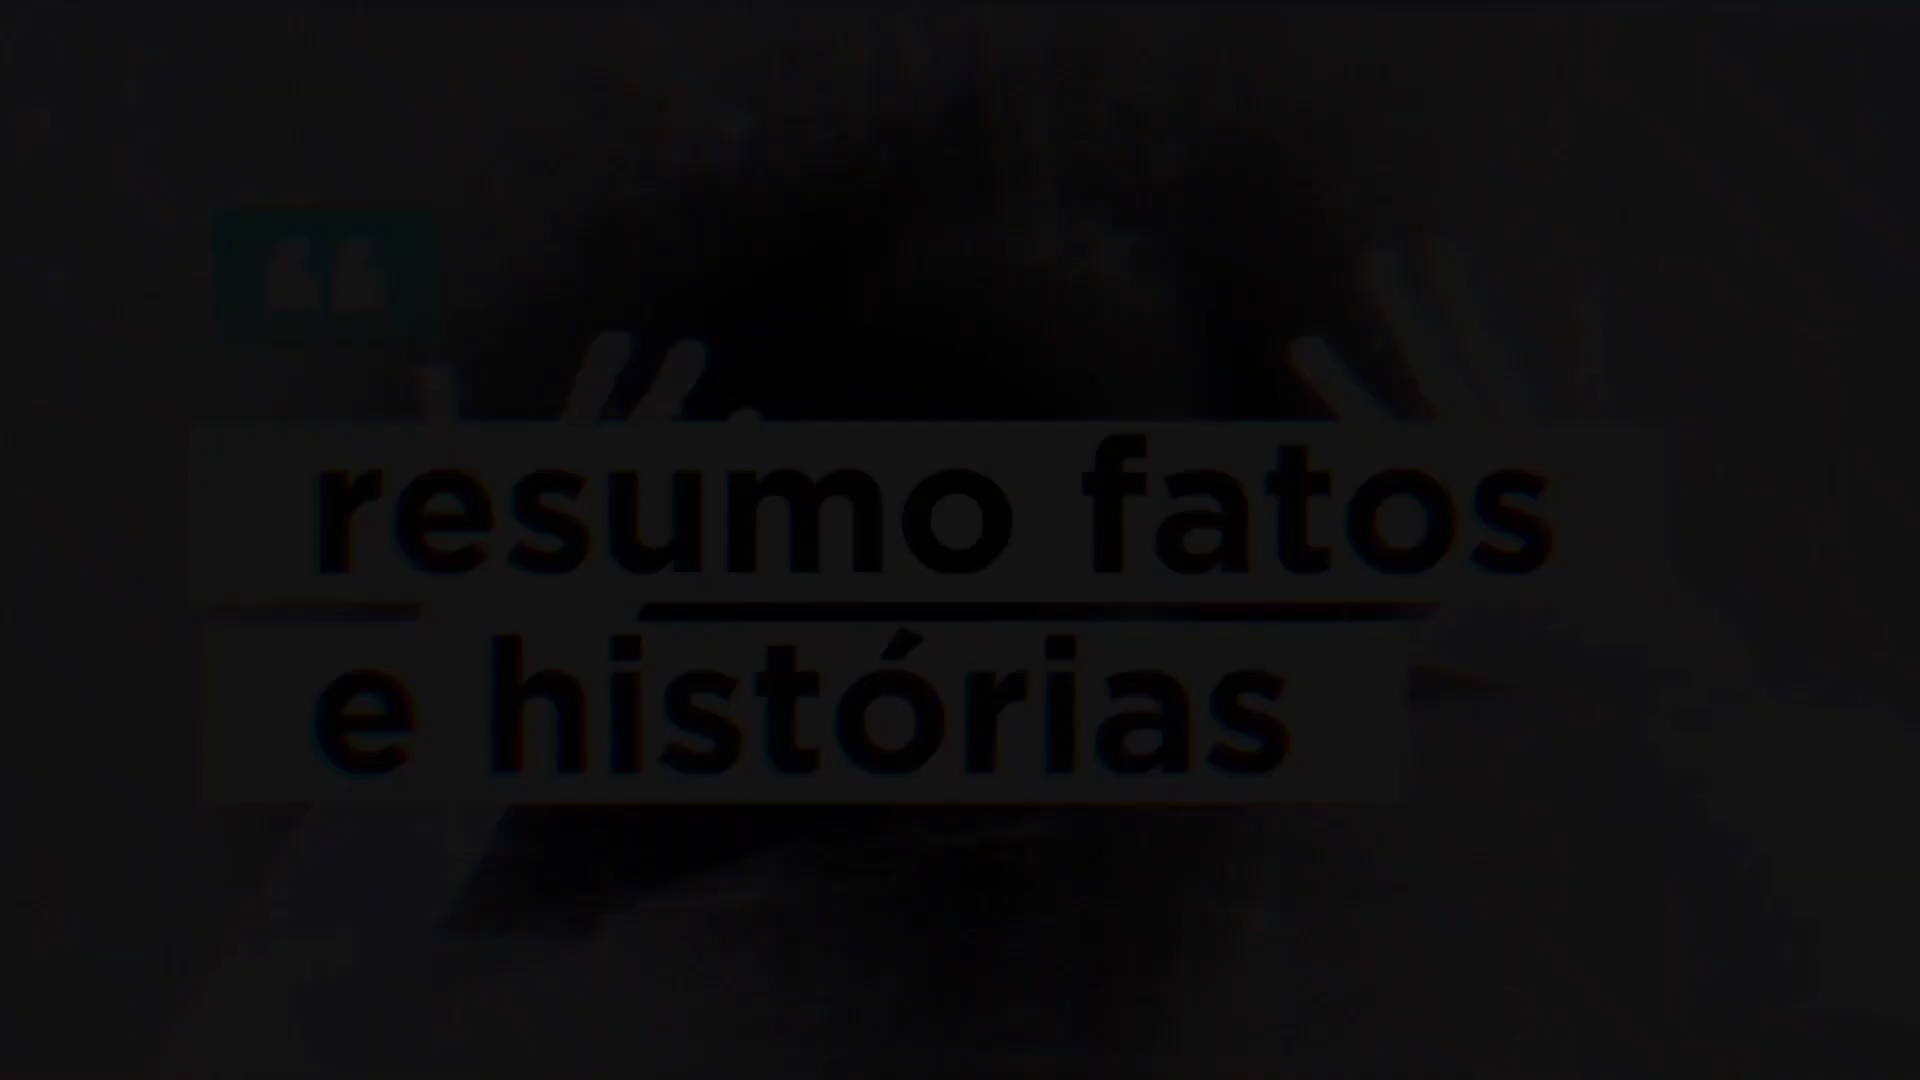 “
resumo fatos
e histórias